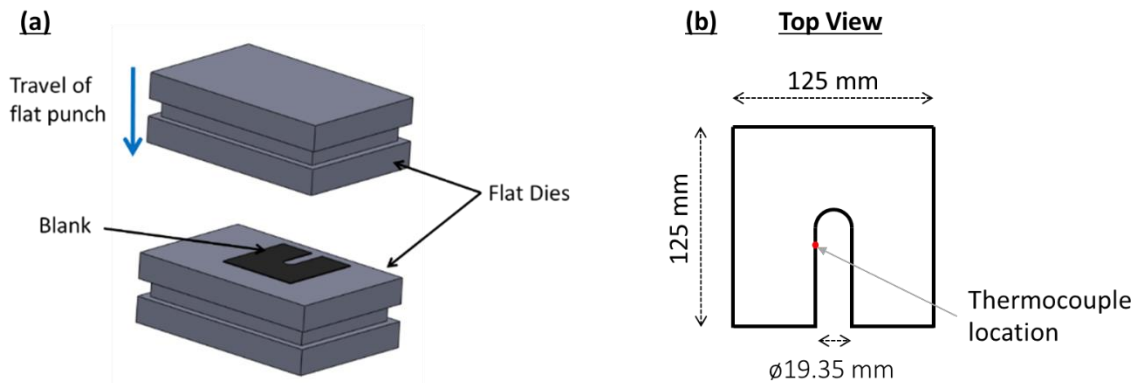 (a)
Travel of
flat punch
Blank
Flat Dies
(b)
Top View
125 mm
125 mm
Thermocouple
location
ø19.35 mm